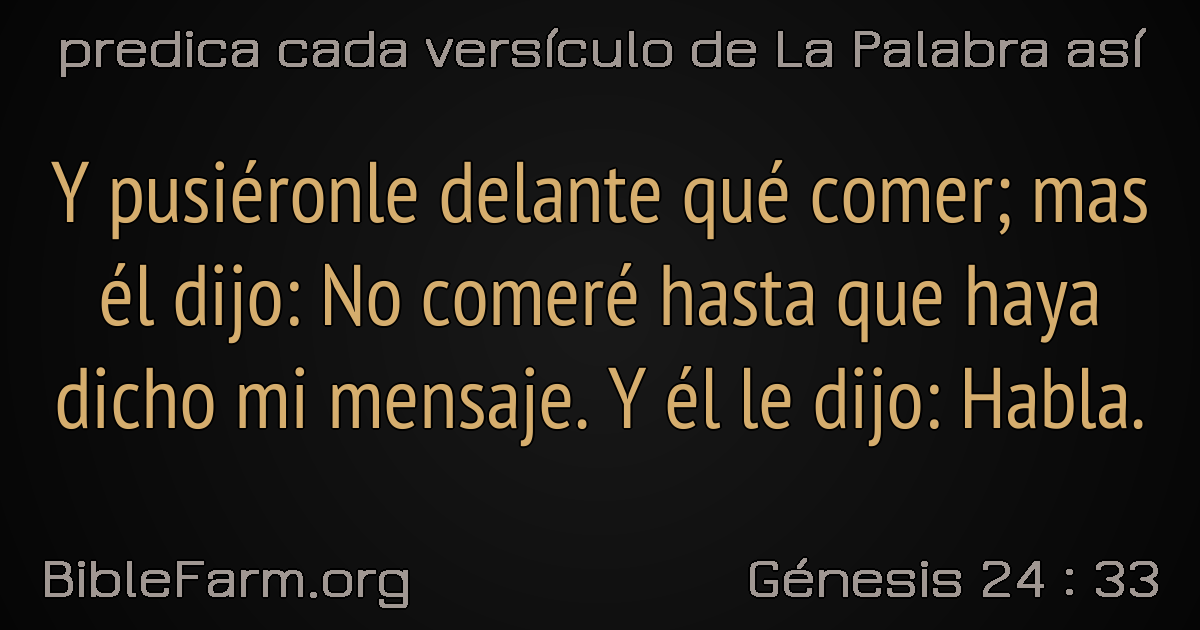 predica cada versículo de La Palabra así
Y pusiéronle delante qué comer; mas
él dijo: No comeré hasta que haya
dicho mi mensaje. Y él le dijo: Habla.
BibleFarm.org
Génesis 24 : 33